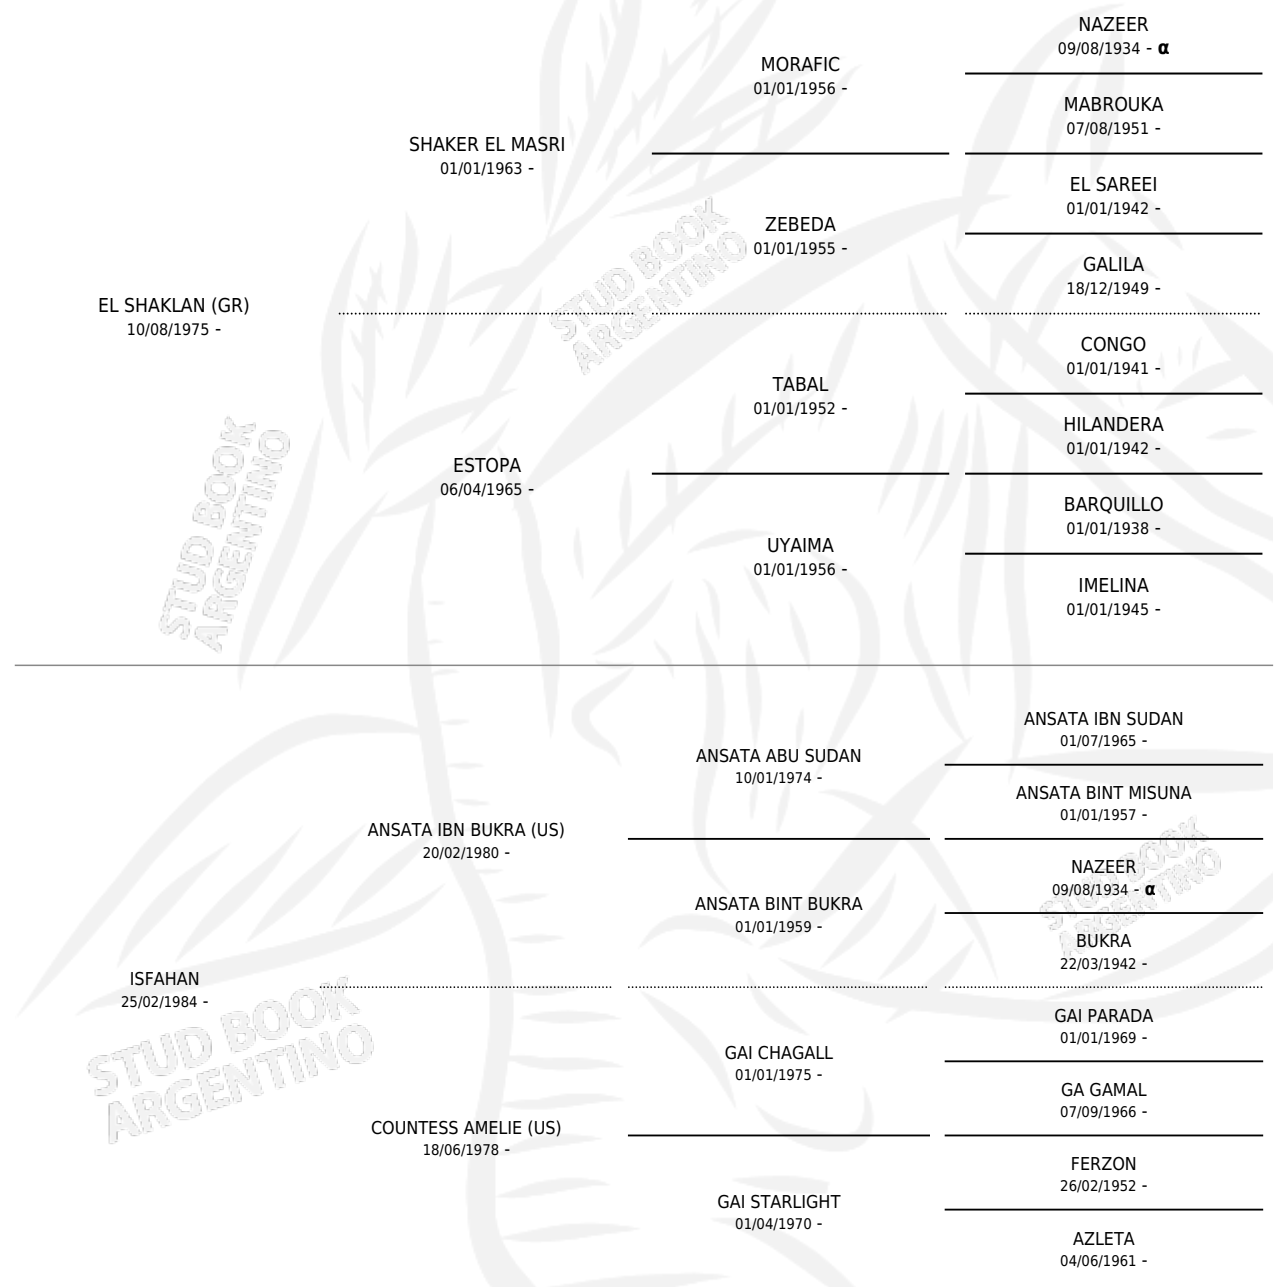 NAZEER
09/08/1934 - α
MORAFIC
01/01/1956 -
MABROUKA
07/08/1951 -
SHAKER EL MASRI
01/01/1963 -
EL SAREEI
01/01/1942 -
ZEBEDA
01/01/1955 -
GALILA
18/12/1949 -
EL SHAKLAN (GR)
10/08/1975 -
CONGO
01/01/1941 -
TABAL
01/01/1952 -
HILANDERA
01/01/1942 -
ESTOPA
06/04/1965 -
BARQUILLO
01/01/1938 -
UYAIMA
01/01/1956 -
IMELINA
01/01/1945 -
ANSATA IBN SUDAN
01/07/1965 -
ANSATA ABU SUDAN
10/01/1974 -
ANSATA BINT MISUNA
01/01/1957 -
ANSATA IBN BUKRA (US)
20/02/1980 -
NAZEER
09/08/1934 - α
ANSATA BINT BUKRA
01/01/1959 -
BUKRA
22/03/1942 -
ISFAHAN
25/02/1984 -
GAI PARADA
01/01/1969 -
GAI CHAGALL
01/01/1975 -
GA GAMAL
07/09/1966 -
COUNTESS AMELIE (US)
18/06/1978 -
FERZON
26/02/1952 -
GAI STARLIGHT
01/04/1970 -
AZLETA
04/06/1961 -
STUD BOOK
ARGENTINO
STUD BOOK
ARGENTINO
STUD BOOK
ARGENTINO
STUD BOOK
ARGENTINO